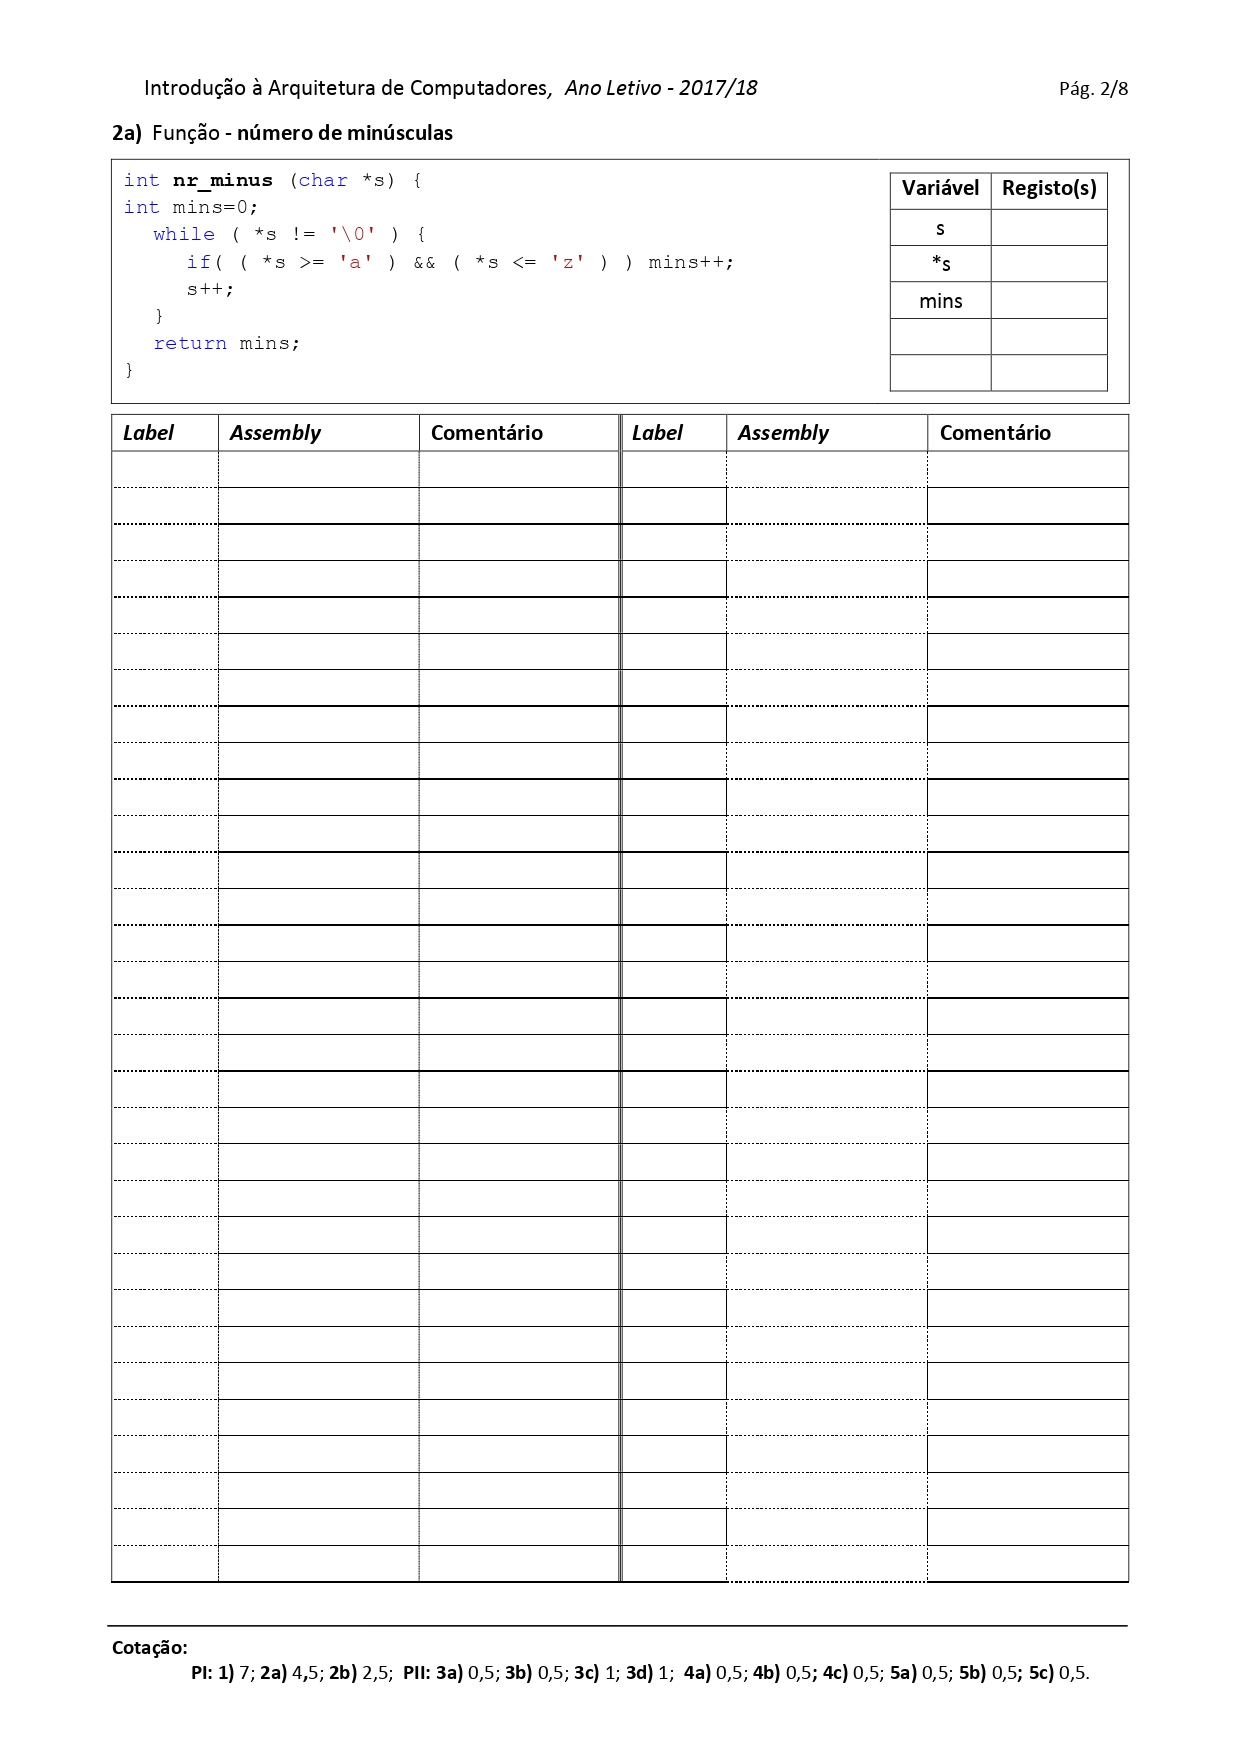 Introdução à Arquitetura de Computadores, Ano Letivo - 2017/18 Pág. 2/8
2a) Função - número de minúsculas
int nr_minus (char *s) {
int mins=0;
while ( *s != '\0' ) {
if( ( *s >= 'a' ) && ( *s <= 'z' ) ) mins++;
s++;
}
return mins;
}
Variável Registo(s)
s
*s
mins
Label Assembly Comentário Label Assembly Comentário
Cotação:
PI: 1) 7; 2a) 4,5; 2b) 2,5; PII: 3a) 0,5; 3b) 0,5; 3c) 1; 3d) 1; 4a) 0,5; 4b) 0,5; 4c) 0,5; 5a) 0,5; 5b) 0,5; 5c) 0,5.